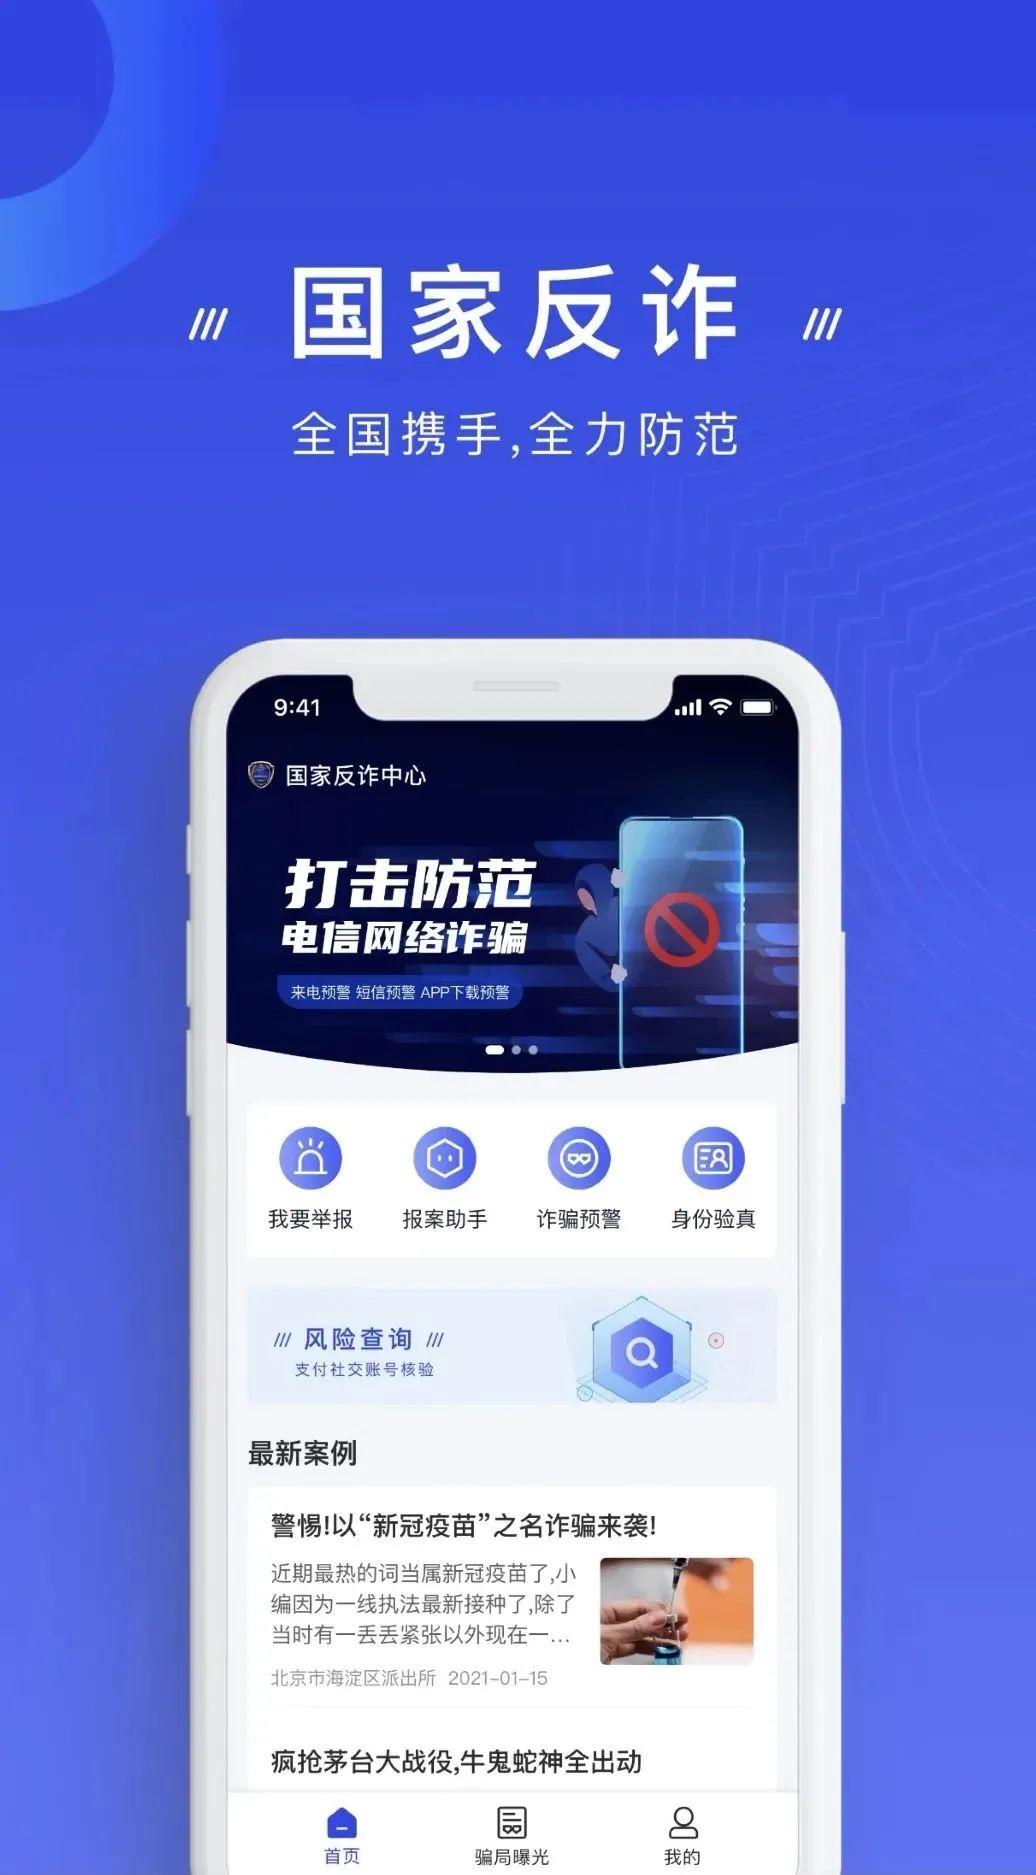 国家反诈
全国携手,全力防范
9:41
国家反诈中心
打击防范
电信网络诈骗
来电预警 短信预警 APP下载预警
我要举报 报案助手 诈骗预警 身份验真
风险查询
支付社交账号核验
最新案例
警惕!以“新冠疫苗”之名诈骗来袭!
近期最热的词当属新冠疫苗了,小
编因为一线执法最新接种了,除了
当时有一丢丢紧张以外现在一...
北京市海淀区派出所 2021-01-15
疯抢茅台大战役,牛鬼蛇神全出动
首页 骗局曝光 我的